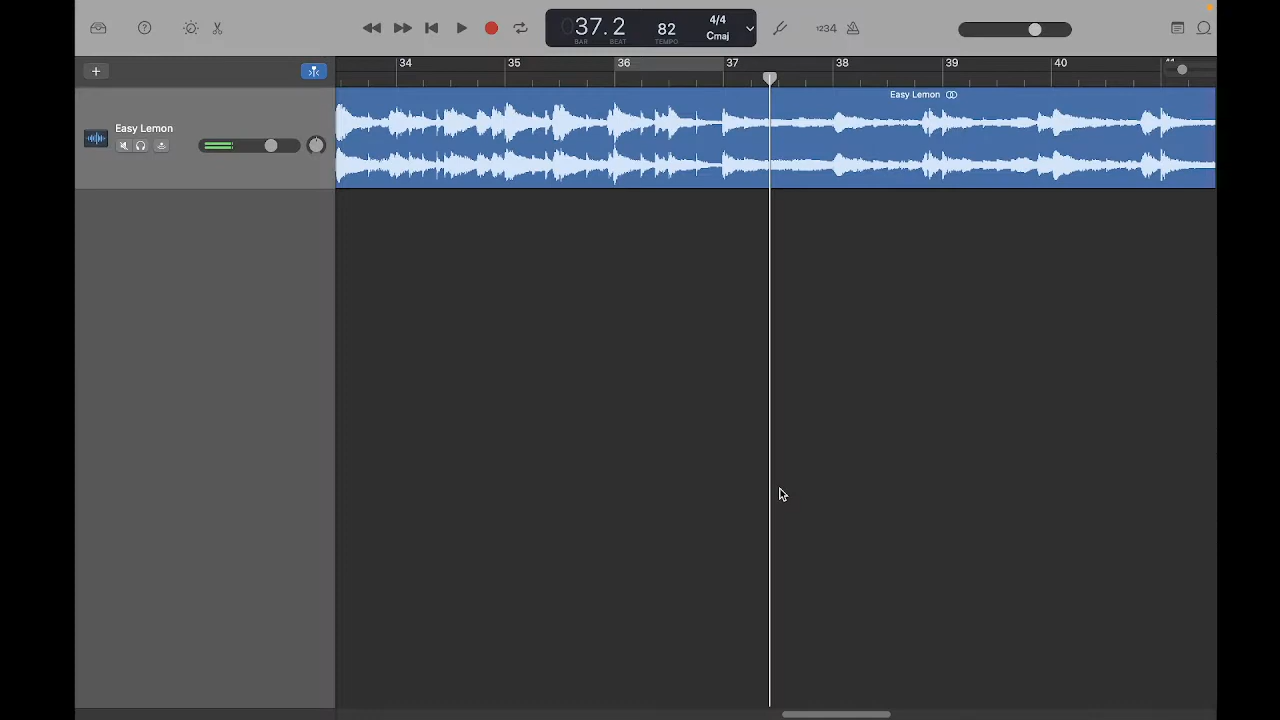 037.2
BAR BEAT
82
TEMPO
4/4
Cmaj
1234
34 35 36 37 38 39 40
Easy Lemon
Easy Lemon